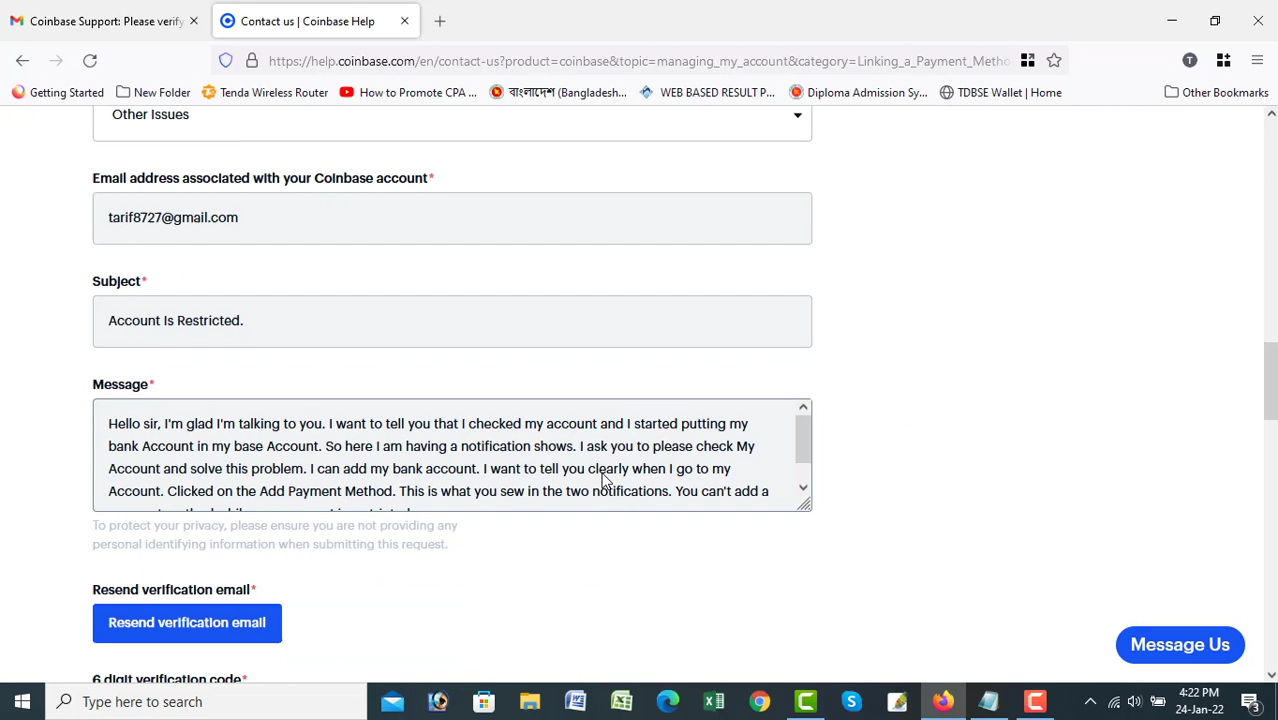 Coinbase Support: Please verify
Contact us | Coinbase Help
https://help.coinbase.com/en/contact-us?product=coinbase&topic=managing_my_account&category=Linking_a_Payment_Metho
T
Getting Started
New Folder
Tenda Wireless Router
How to Promote CPA ...
বাংলাদেশ (Bangladesh...
WEB BASED RESULT P...
Diploma Admission Sy...
TDBSE Wallet | Home
Other Bookmarks
Other Issues
Email address associated with your Coinbase account*
tarif8727@gmail.com
Subject*
Account Is Restricted.
Message*
Hello sir, I'm glad I'm talking to you. I want to tell you that I checked my account and I started putting my
bank Account in my base Account. So here I am having a notification shows. I ask you to please check My
Account and solve this problem. I can add my bank account. I want to tell you clearly when I go to my
Account. Clicked on the Add Payment Method. This is what you sew in the two notifications. You can't add a
To protect your privacy, please ensure you are not providing any
personal identifying information when submitting this request.
Resend verification email*
Resend verification email
Message Us
6 digit verification code*
Type here to search
4:22 PM
24-Jan-22
3